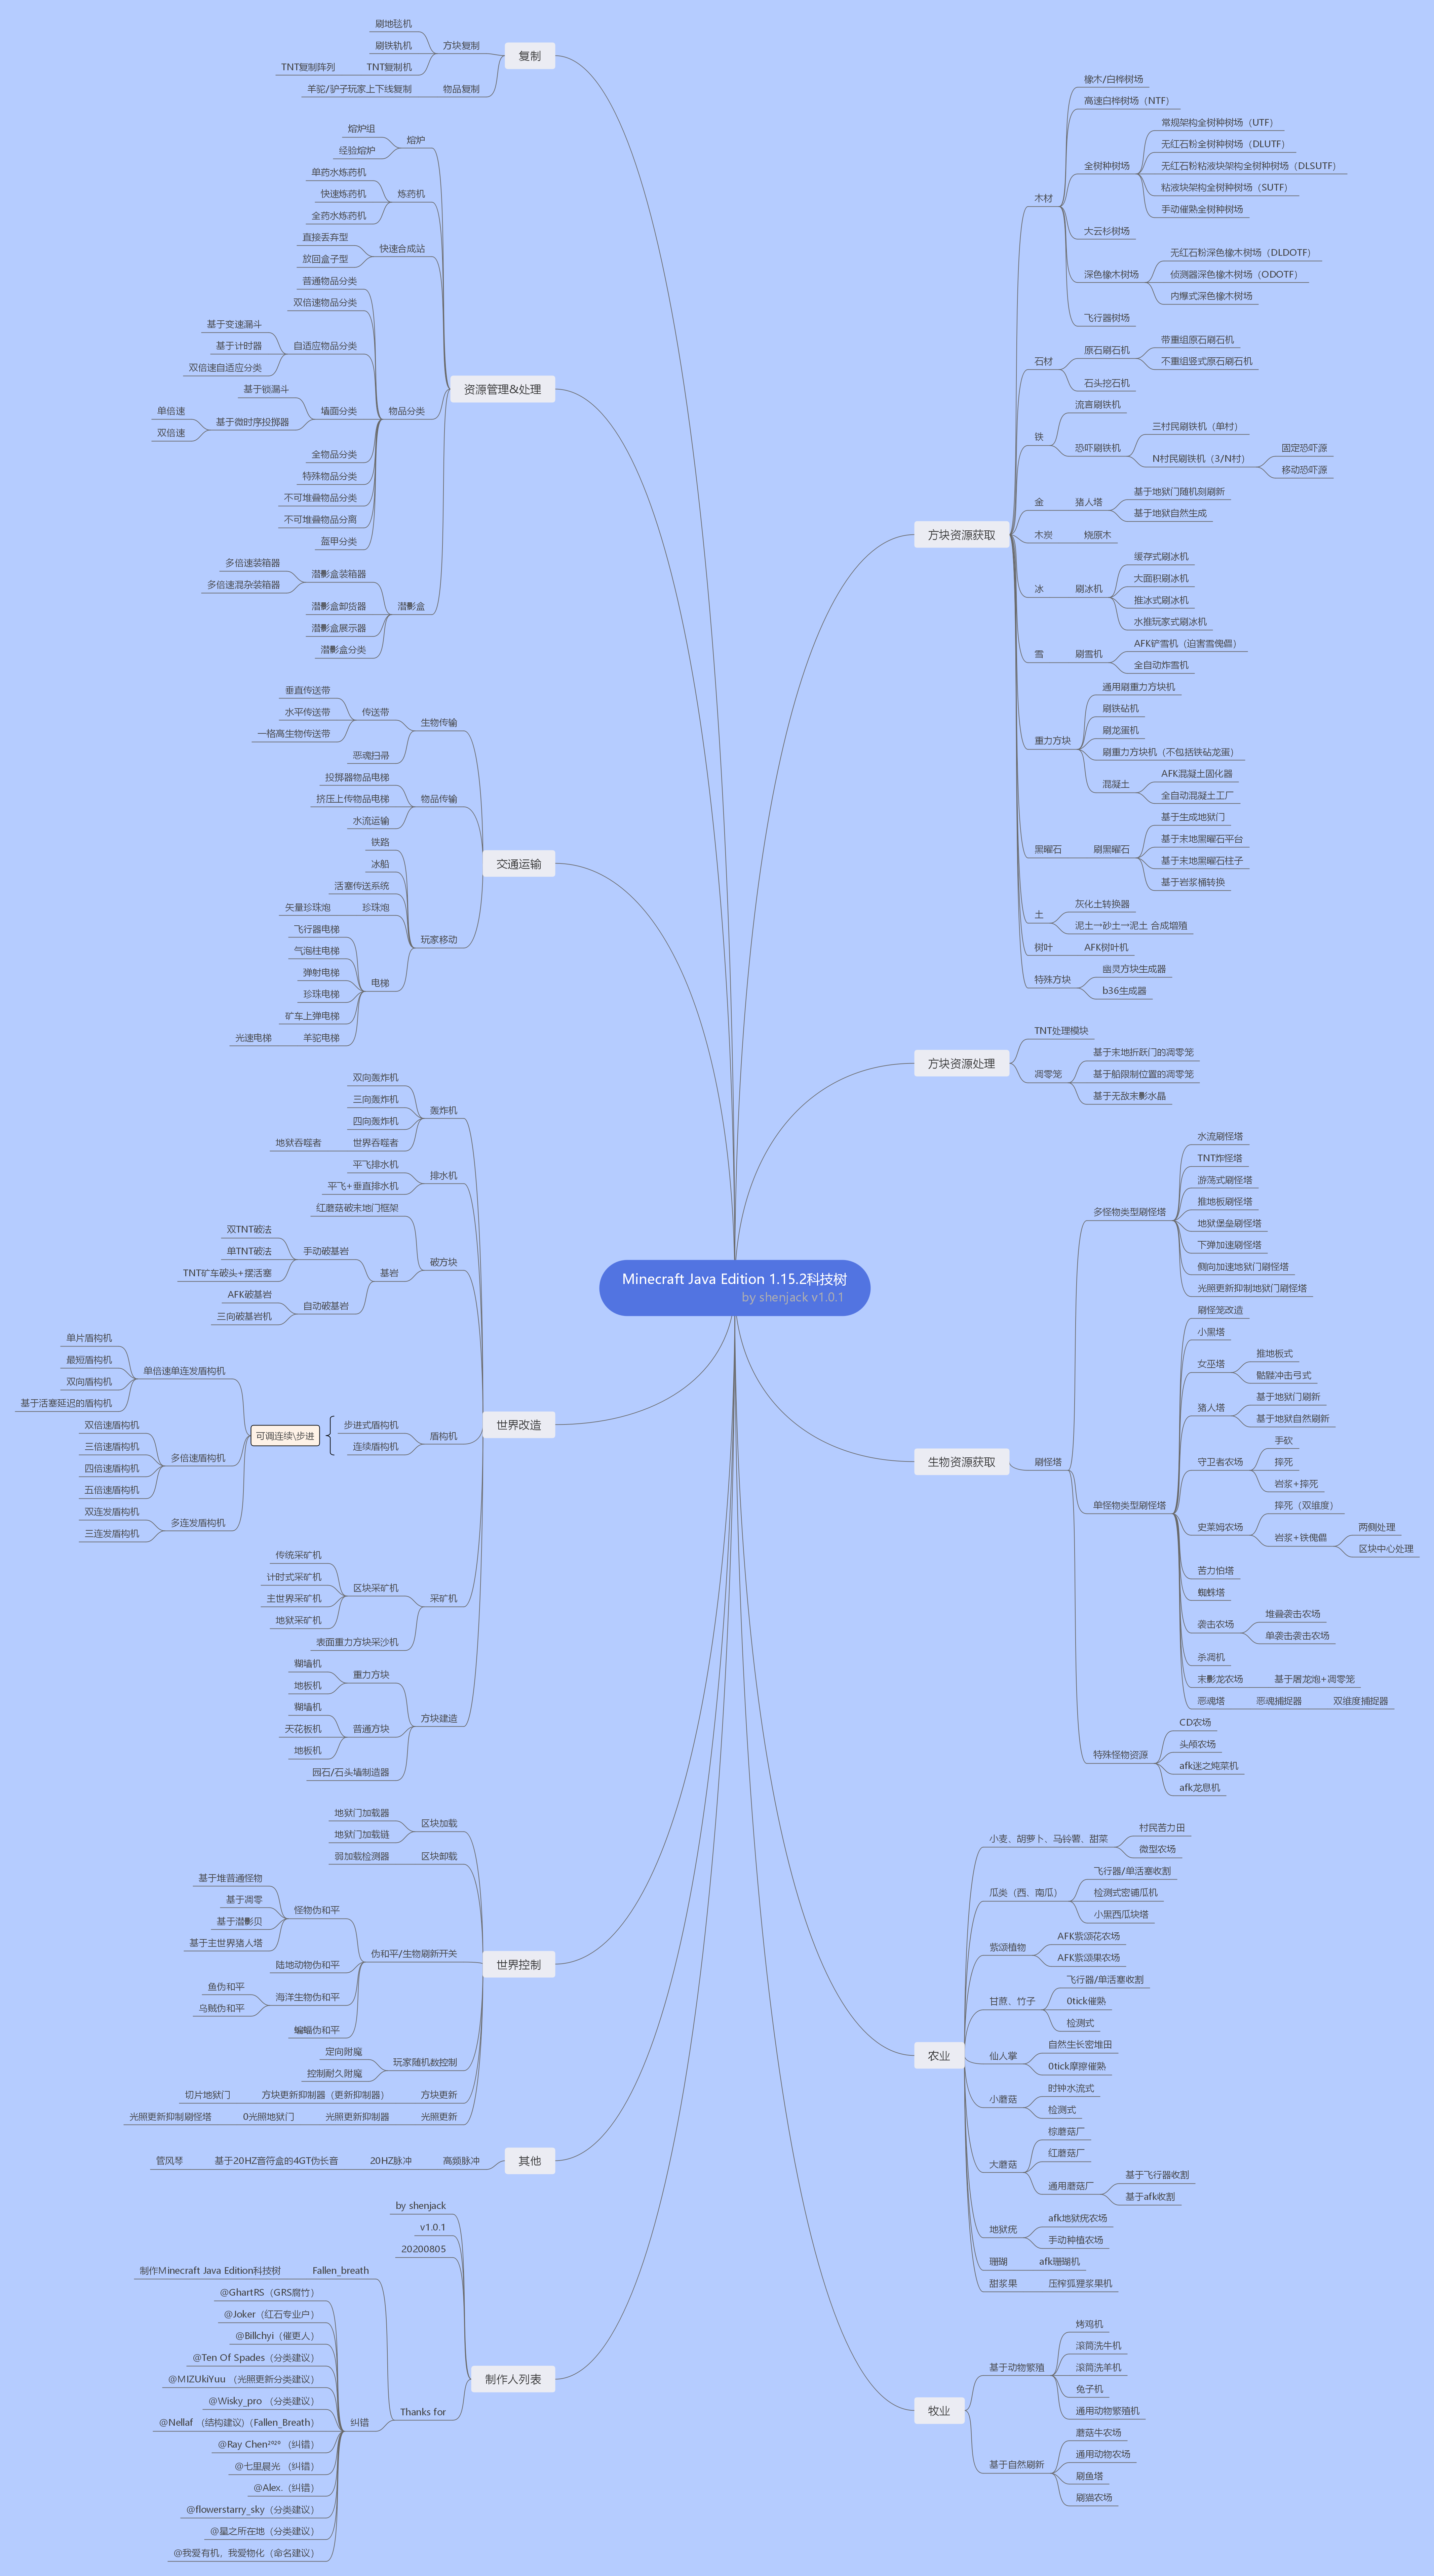 Minecraft Java Edition 1.15.2科技树
by shenjack v1.0.1
复制
方块复制
刷地毯机
刷铁轨机
TNT复制机
TNT复制阵列
物品复制
羊驼/驴子玩家上下线复制
资源管理&处理
熔炉
熔炉组
经验熔炉
炼药机
单药水炼药机
快速炼药机
全药水炼药机
快速合成站
直接丢弃型
放回盒子型
物品分类
普通物品分类
双倍速物品分类
自适应物品分类
基于变速漏斗
基于计时器
双倍速自适应分类
墙面分类
基于锁漏斗
基于微时序投掷器
单倍速
双倍速
全物品分类
特殊物品分类
不可堆叠物品分类
不可堆叠物品分离
盔甲分类
潜影盒
潜影盒装箱器
多倍速装箱器
多倍速混杂装箱器
潜影盒卸货器
潜影盒展示器
潜影盒分类
交通运输
生物传输
传送带
垂直传送带
水平传送带
一格高生物传送带
恶魂扫帚
物品传输
投掷器物品电梯
挤压上传物品电梯
水流运输
玩家移动
铁路
冰船
活塞传送系统
珍珠炮
矢量珍珠炮
电梯
飞行器电梯
气泡柱电梯
弹射电梯
珍珠电梯
矿车上弹电梯
羊驼电梯
光速电梯
世界改造
轰炸机
双向轰炸机
三向轰炸机
四向轰炸机
世界吞噬者
地狱吞噬者
排水机
平飞排水机
平飞+垂直排水机
破方块
红蘑菇破末地门框架
基岩
手动破基岩
双TNT破法
单TNT破法
TNT矿车破头+摆活塞
自动破基岩
AFK破基岩
三向破基岩机
盾构机
步进式盾构机
连续盾构机
可调连续\步进
单倍速单连发盾构机
单片盾构机
最短盾构机
双向盾构机
基于活塞延迟的盾构机
多倍速盾构机
双倍速盾构机
三倍速盾构机
四倍速盾构机
五倍速盾构机
多连发盾构机
双连发盾构机
三连发盾构机
采矿机
区块采矿机
传统采矿机
计时式采矿机
主世界采矿机
地狱采矿机
表面重力方块采沙机
方块建造
重力方块
糊墙机
地板机
普通方块
糊墙机
天花板机
地板机
园石/石头墙制造器
世界控制
区块加载
地狱门加载器
地狱门加载链
区块卸载
弱加载检测器
伪和平/生物刷新开关
怪物伪和平
基于堆普通怪物
基于凋零
基于潜影贝
基于主世界猪人塔
陆地动物伪和平
海洋生物伪和平
鱼伪和平
乌贼伪和平
蝙蝠伪和平
玩家随机数控制
定向附魔
控制耐久附魔
方块更新
方块更新抑制器（更新抑制器）
切片地狱门
光照更新
光照更新抑制器
0光照地狱门
光照更新抑制刷怪塔
其他
高频脉冲
20HZ脉冲
基于20HZ音符盒的4GT伪长音
管风琴
制作人列表
by shenjack
v1.0.1
20200805
Thanks for
Fallen_breath
制作Minecraft Java Edition科技树
纠错
@GhartRS（GRS腐竹）
@Joker（红石专业户）
@Billchyi（催更人）
@Ten Of Spades（分类建议）
@MIZUkiYuu （光照更新分类建议）
@Wisky_pro （分类建议）
@Nellaf （结构建议)（Fallen_Breath）
@Ray Chen²⁰²⁰ （纠错）
@七里晨光 （纠错）
@Alex.（纠错）
@flowerstarry_sky（分类建议）
@星之所在地（分类建议）
@我爱有机，我爱物化（命名建议）
方块资源获取
木材
橡木/白桦树场
高速白桦树场（NTF）
全树种树场
常规架构全树种树场（UTF）
无红石粉全树种树场（DLUTF）
无红石粉粘液块架构全树种树场（DLSUTF）
粘液块架构全树种树场（SUTF）
手动催熟全树种树场
大云杉树场
深色橡木树场
无红石粉深色橡木树场（DLDOTF）
侦测器深色橡木树场（ODOTF）
内爆式深色橡木树场
飞行器树场
石材
原石刷石机
带重组原石刷石机
不重组竖式原石刷石机
石头挖石机
铁
流言刷铁机
恐吓刷铁机
三村民刷铁机（单村）
N村民刷铁机（3/N村）
固定恐吓源
移动恐吓源
金
猪人塔
基于地狱门随机刻刷新
基于地狱自然生成
木炭
烧原木
冰
刷冰机
缓存式刷冰机
大面积刷冰机
推冰式刷冰机
水推玩家式刷冰机
雪
刷雪机
AFK铲雪机（迫害雪傀儡）
全自动炸雪机
重力方块
通用刷重力方块机
刷铁砧机
刷龙蛋机
刷重力方块机（不包括铁砧龙蛋）
混凝土
AFK混凝土固化器
全自动混凝土工厂
黑曜石
刷黑曜石
基于生成地狱门
基于末地黑曜石平台
基于末地黑曜石柱子
基于岩浆桶转换
土
灰化土转换器
泥土→砂土→泥土 合成增殖
树叶
AFK树叶机
特殊方块
幽灵方块生成器
b36生成器
方块资源处理
TNT处理模块
凋零笼
基于末地折跃门的凋零笼
基于船限制位置的凋零笼
基于无敌末影水晶
生物资源获取
刷怪塔
多怪物类型刷怪塔
水流刷怪塔
TNT炸怪塔
游荡式刷怪塔
推地板刷怪塔
地狱堡垒刷怪塔
下弹加速刷怪塔
侧向加速地狱门刷怪塔
光照更新抑制地狱门刷怪塔
单怪物类型刷怪塔
刷怪笼改造
小黑塔
女巫塔
推地板式
骷髅冲击弓式
猪人塔
基于地狱门刷新
基于地狱自然刷新
守卫者农场
手砍
摔死
岩浆+摔死
史莱姆农场
摔死（双维度）
岩浆+铁傀儡
两侧处理
区块中心处理
苦力怕塔
蜘蛛塔
袭击农场
堆叠袭击农场
单袭击袭击农场
杀凋机
末影龙农场
基于屠龙炮+凋零笼
恶魂塔
恶魂捕捉器
双维度捕捉器
特殊怪物资源
CD农场
头颅农场
afk迷之炖菜机
afk龙息机
农业
小麦、胡萝卜、马铃薯、甜菜
村民苦力田
微型农场
瓜类（西、南瓜）
飞行器/单活塞收割
检测式密铺瓜机
小黑西瓜块塔
紫颂植物
AFK紫颂花农场
AFK紫颂果农场
甘蔗、竹子
飞行器/单活塞收割
0tick催熟
检测式
仙人掌
自然生长密堆田
0tick摩擦催熟
小蘑菇
时钟水流式
检测式
大蘑菇
棕蘑菇厂
红蘑菇厂
通用蘑菇厂
基于飞行器收割
基于afk收割
地狱疣
afk地狱疣农场
手动种植农场
珊瑚
afk珊瑚机
甜浆果
压榨狐狸浆果机
牧业
基于动物繁殖
烤鸡机
滚筒洗牛机
滚筒洗羊机
兔子机
通用动物繁殖机
基于自然刷新
蘑菇牛农场
通用动物农场
刷鱼塔
刷猫农场